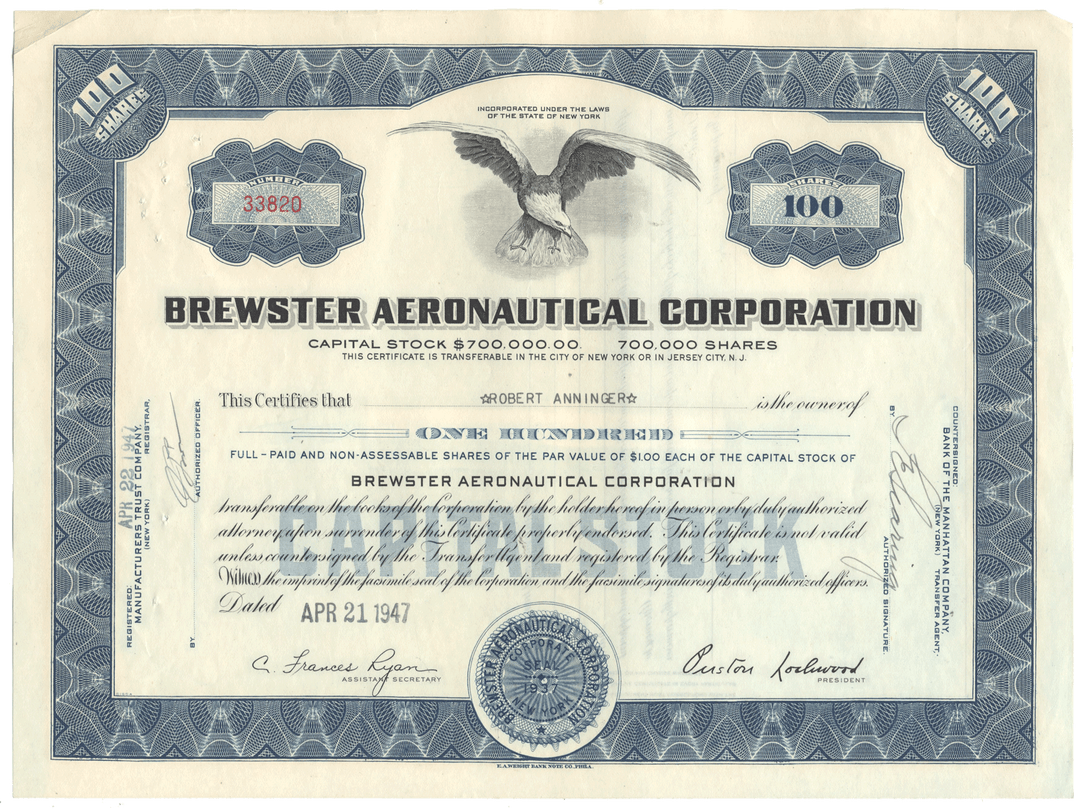 100
SHARES
100
SHARES
INCORPORATED UNDER THE LAWS
OF THE STATE OF NEW YORK
NUMBER
33820
SHARES
100
BREWSTER AERONAUTICAL CORPORATION
CAPITAL STOCK $700,000.00. 700,000 SHARES
THIS CERTIFICATE IS TRANSFERABLE IN THE CITY OF NEW YORK OR IN JERSEY CITY, N. J.
This Certifies that ☆ROBERT ANNINGER☆ is the owner of
ONE HUNDRED
FULL-PAID AND NON-ASSESSABLE SHARES OF THE PAR VALUE OF $1.00 EACH OF THE CAPITAL STOCK OF
BREWSTER AERONAUTICAL CORPORATION
CAPITAL STOCK
transferable on the books of the Corporation by the holder hereof in person or by duly authorized
attorney upon surrender of this Certificate properly endorsed. This Certificate is not valid
unless countersigned by the Transfer Agent and registered by the Registrar.
Witness the imprint of the facsimile seal of the Corporation and the facsimile signatures of its duly authorized officers.
Dated APR 21 1947
C. Frances Ryan
ASSISTANT SECRETARY
BREWSTER AERONAUTICAL CORPORATION
CORPORATE
SEAL
1937
NEW YORK
Preston Lockwood
PRESIDENT
REGISTERED:
MANUFACTURERS TRUST COMPANY,
(NEW YORK) REGISTRAR,
APR 22 1947
BY
AUTHORIZED OFFICER.
COUNTERSIGNED:
BANK OF THE MANHATTAN COMPANY,
(NEW YORK) TRANSFER AGENT,
BY
AUTHORIZED SIGNATURE.
E.A. WRIGHT BANK NOTE CO. PHILA.